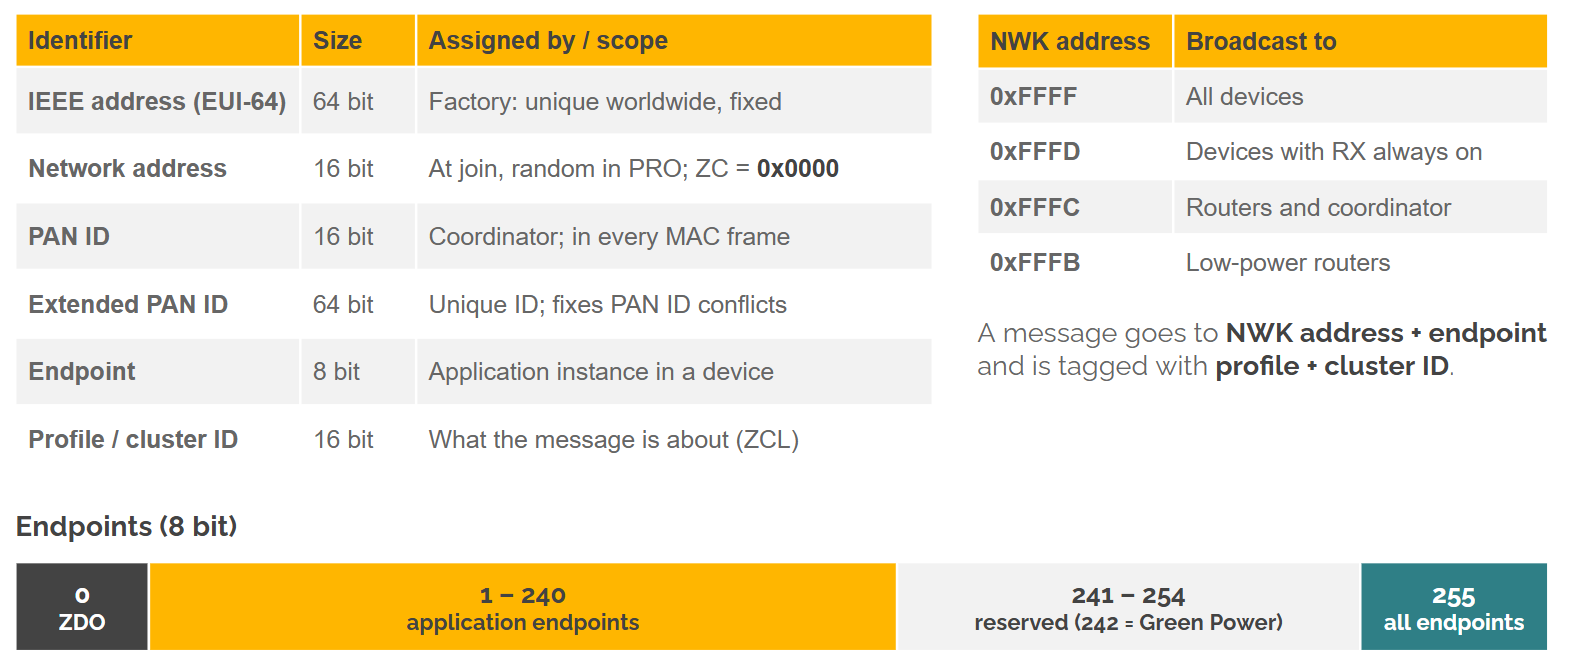 Identifier Size Assigned by / scope
IEEE address (EUI-64) 64 bit Factory: unique worldwide, fixed
Network address 16 bit At join, random in PRO; ZC = 0x0000
PAN ID 16 bit Coordinator; in every MAC frame
Extended PAN ID 64 bit Unique ID; fixes PAN ID conflicts
Endpoint 8 bit Application instance in a device
Profile / cluster ID 16 bit What the message is about (ZCL)
NWK address Broadcast to
0xFFFF All devices
0xFFFD Devices with RX always on
0xFFFC Routers and coordinator
0xFFFB Low-power routers
A message goes to NWK address + endpoint
and is tagged with profile + cluster ID.
Endpoints (8 bit)
0
ZDO
1 – 240
application endpoints
241 – 254
reserved (242 = Green Power)
255
all endpoints